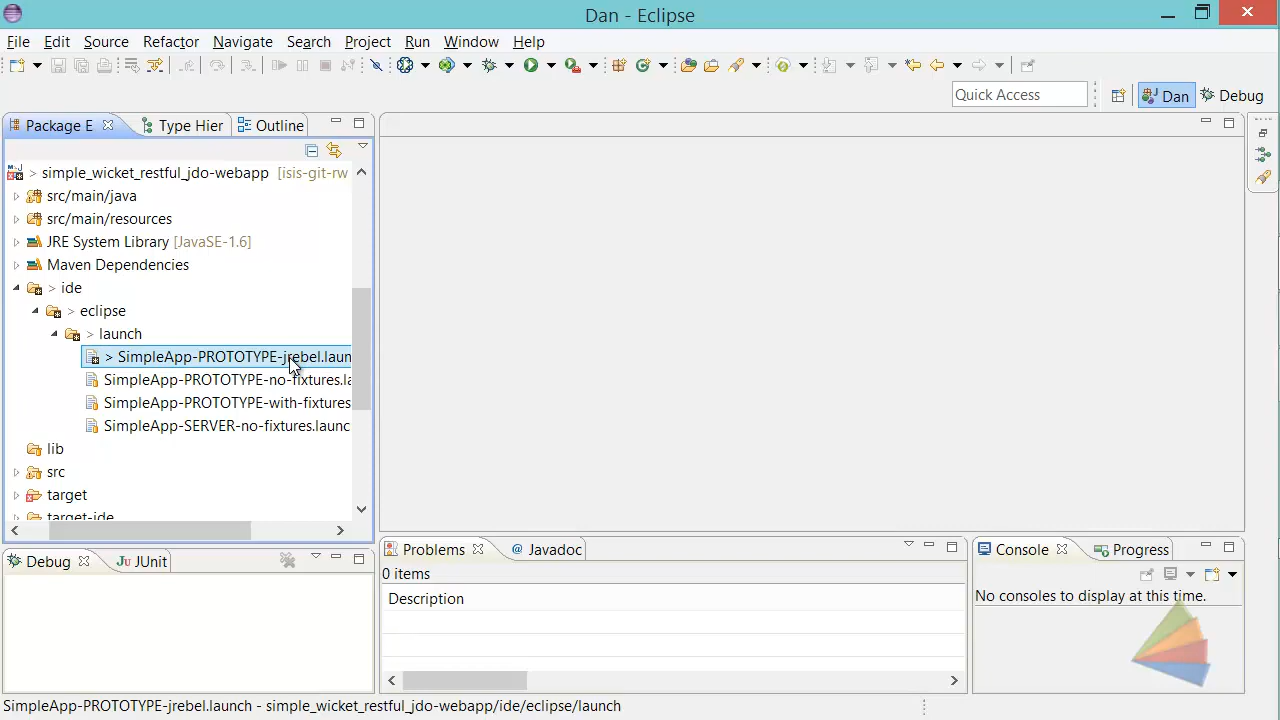 Dan - Eclipse
File Edit Source Refactor Navigate Search Project Run Window Help
Quick Access
Dan
Debug
Package E
Type Hier
Outline
> simple_wicket_restful_jdo-webapp [isis-git-rw
src/main/java
src/main/resources
JRE System Library [JavaSE-1.6]
Maven Dependencies
> ide
> eclipse
> launch
> SimpleApp-PROTOTYPE-jrebel.laun
SimpleApp-PROTOTYPE-no-fixtures.la
SimpleApp-PROTOTYPE-with-fixtures
SimpleApp-SERVER-no-fixtures.launc
lib
src
target
target-ide
Debug
JUnit
Problems
@ Javadoc
0 items
Description
Console
Progress
No consoles to display at this time.
SimpleApp-PROTOTYPE-jrebel.launch - simple_wicket_restful_jdo-webapp/ide/eclipse/launch